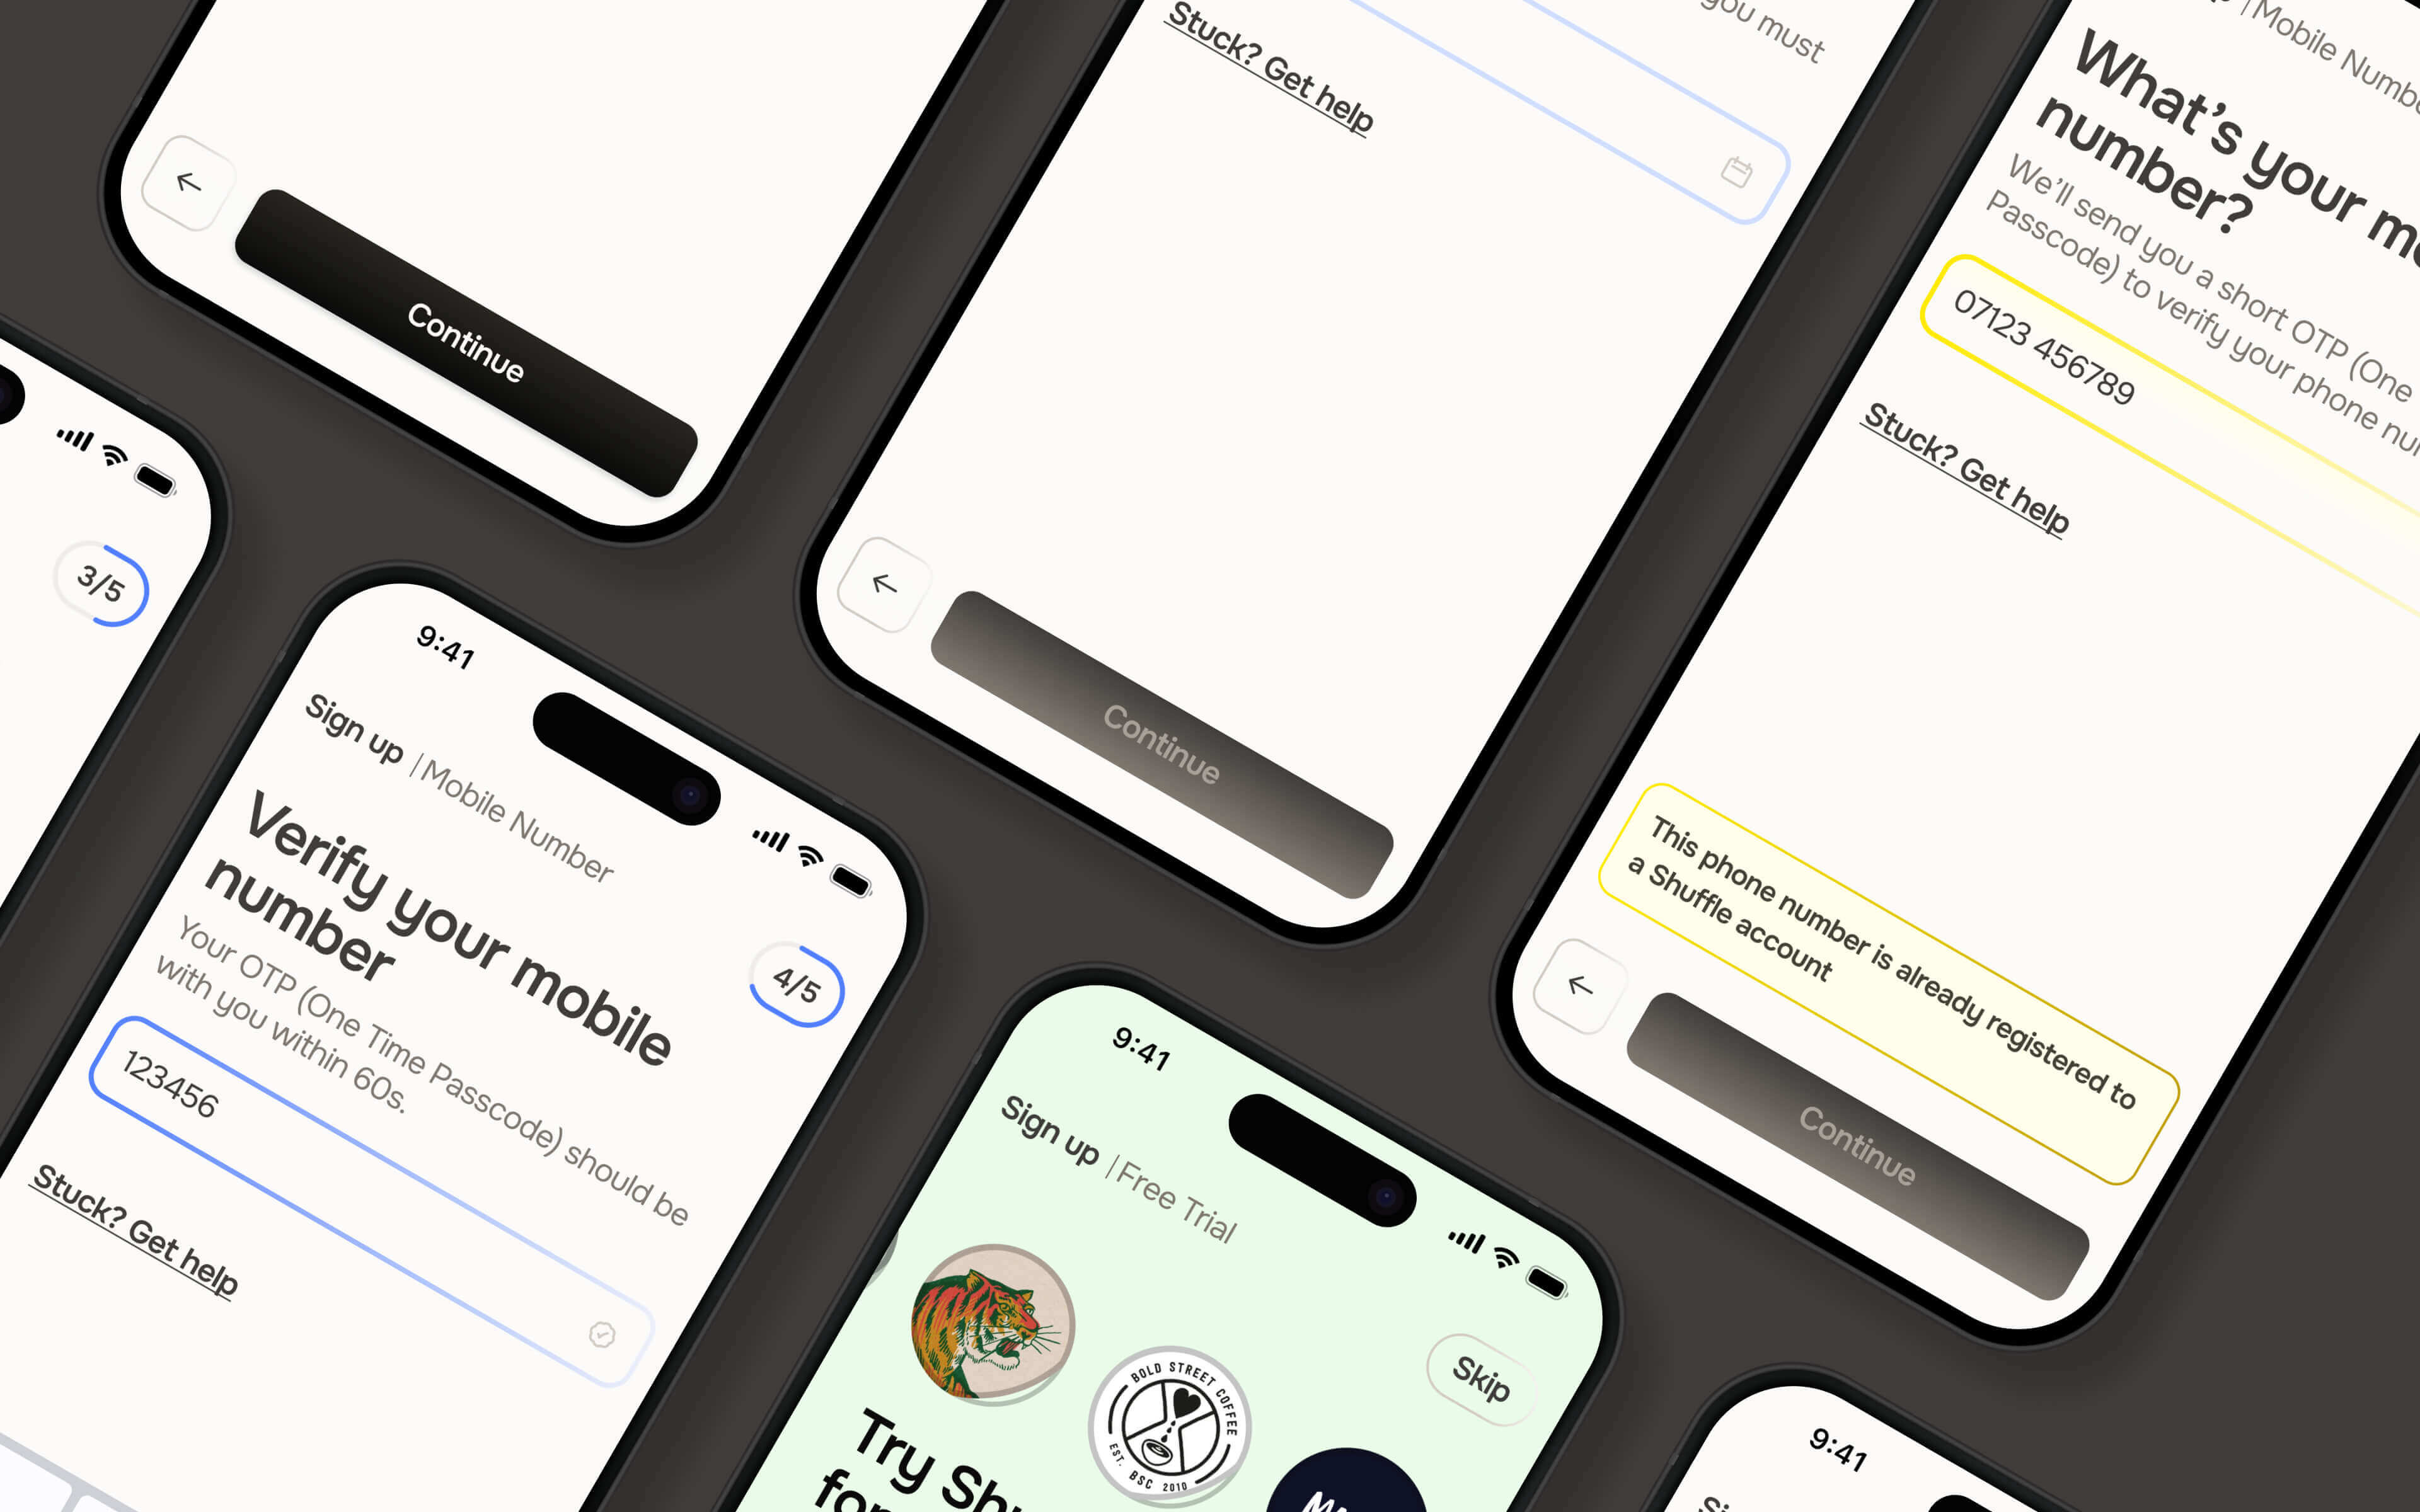 Continue
3/5
9:41
Sign up | Mobile Number
4/5
Verify your mobile
number
Your OTP (One Time Passcode) should be
with you within 60s.
123456
Stuck? Get help
you must
Stuck? Get help
Continue
9:41
Sign up | Free Trial
Skip
BOLD STREET COFFEE
EST. BSC 2010
Try
for
Mobile
What's your
number?
We'll send you a short OTP (One
Passcode) to verify your phone
07123 456789
Stuck? Get help
This phone number is already registered to
a Shuffle account
Continue
9:41